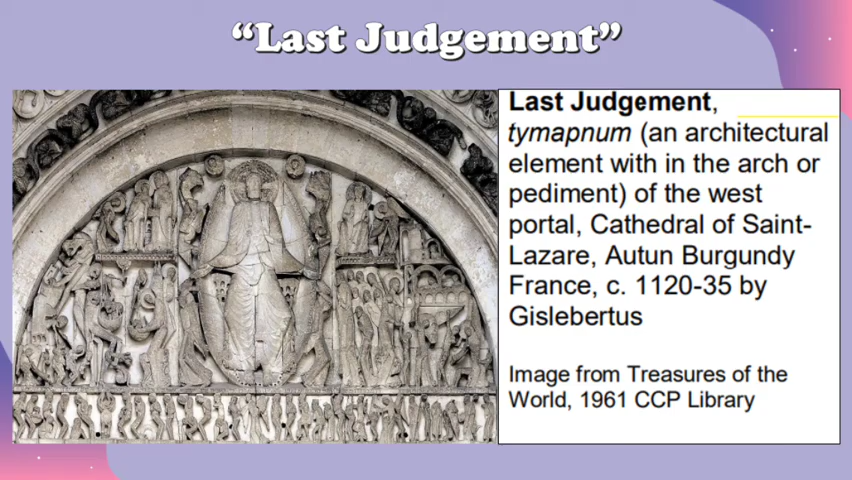 “Last Judgement”
Last Judgement,
tymapnum (an architectural
element with in the arch or
pediment) of the west
portal, Cathedral of Saint-
Lazare, Autun Burgundy
France, c. 1120-35 by
Gislebertus
Image from Treasures of the
World, 1961 CCP Library